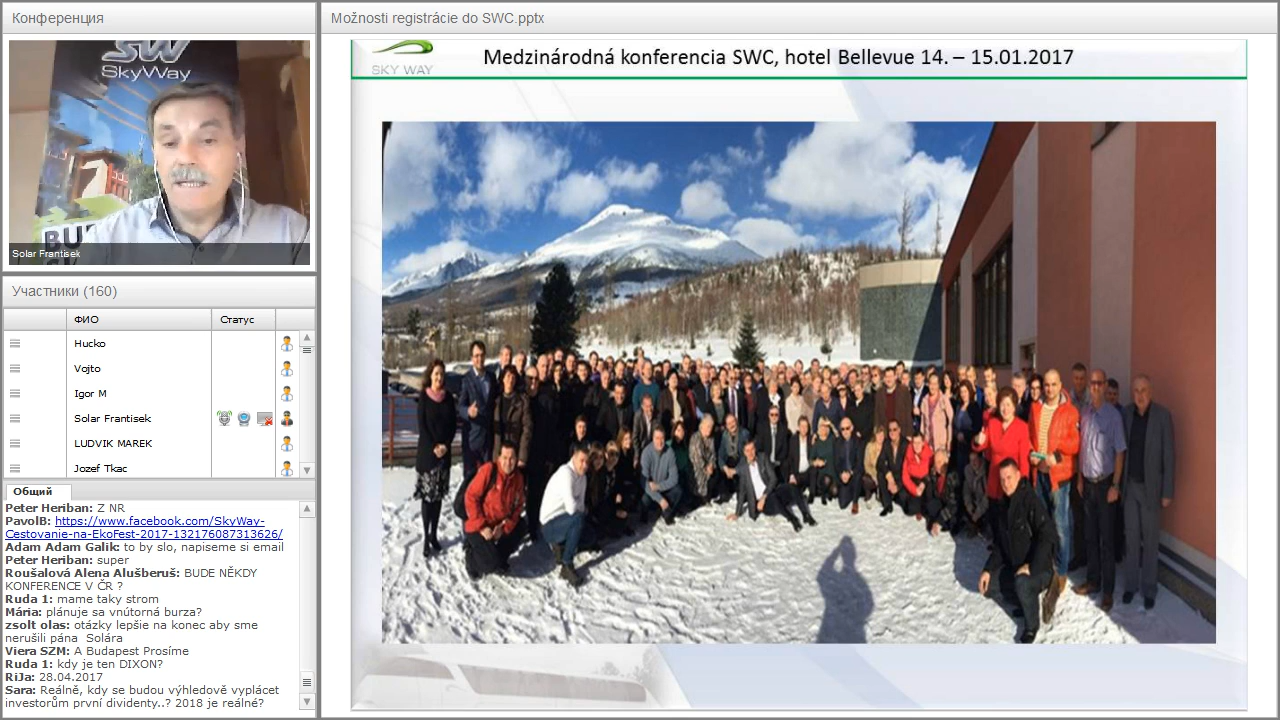 Конференция
SW
SkyWay
BU
Solar Frantisek
Участники (160)
ФИО Статус
Hucko
Vojto
Igor M
Solar Frantisek
LUDVIK MAREK
Jozef Tkac
Общий
Peter Heriban: Z NR
PavolB: https://www.facebook.com/SkyWay-
Cestovanie-na-EkoFest-2017-132176087313626/
Adam Adam Galik: to by slo, napiseme si email
Peter Heriban: super
Roušalová Alena Alušberuš: BUDE NĚKDY
KONFERENCE V ČR ?
Ruda 1: mame taky strom
Mária: plánuje sa vnútorná burza?
zsolt olas: otázky lepšie na konec aby sme
nerušili pána Solára
Viera SZM: A Budapest Prosíme
Ruda 1: kdy je ten DIXON?
RiJa: 28.04.2017
Sara: Reálně, kdy se budou výhledově vyplácet
investo ům první dividenty..? 2018 je reálné?
Možnosti registrácie do SWC.pptx
SKY WAY
Medzinárodná konferencia SWC, hotel Bellevue 14. – 15.01.2017